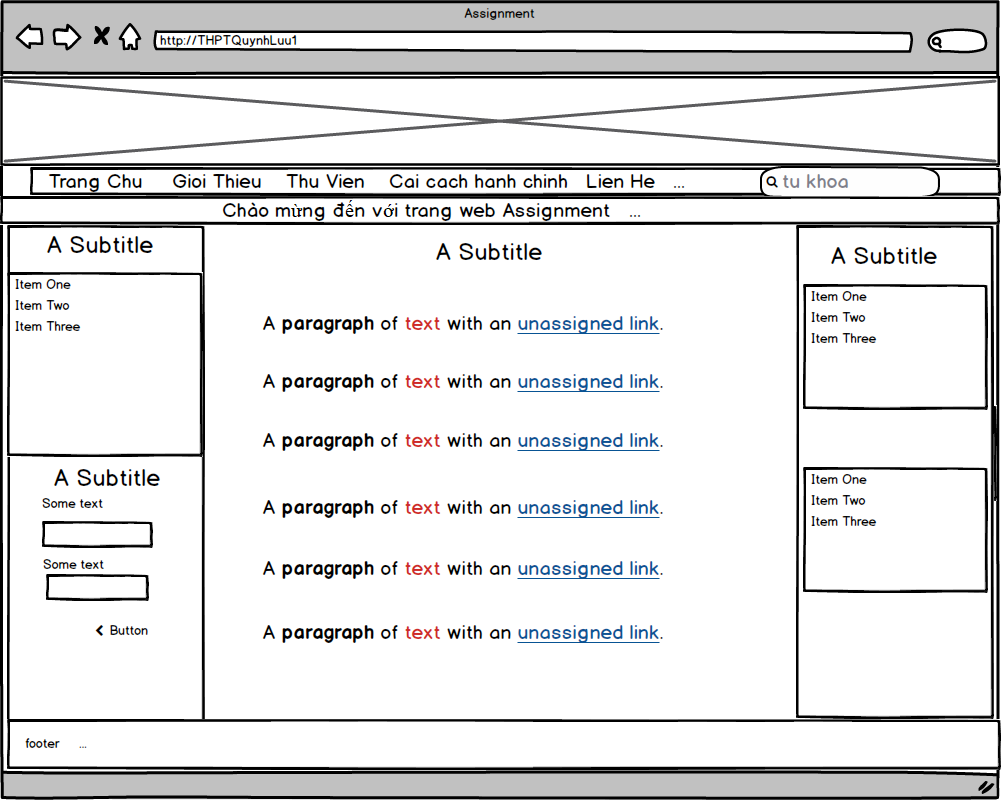 Assignment
http://THPTQuynhLuu1
Trang Chu Gioi Thieu Thu Vien Cai cach hanh chinh Lien He ... tu khoa
Chào mừng đến với trang web Assignment ...
A Subtitle
Item One
Item Two
Item Three
A Subtitle
Some text
Some text
Button
A Subtitle
A paragraph of text with an unassigned link.
A paragraph of text with an unassigned link.
A paragraph of text with an unassigned link.
A paragraph of text with an unassigned link.
A paragraph of text with an unassigned link.
A paragraph of text with an unassigned link.
A Subtitle
Item One
Item Two
Item Three
Item One
Item Two
Item Three
footer ...